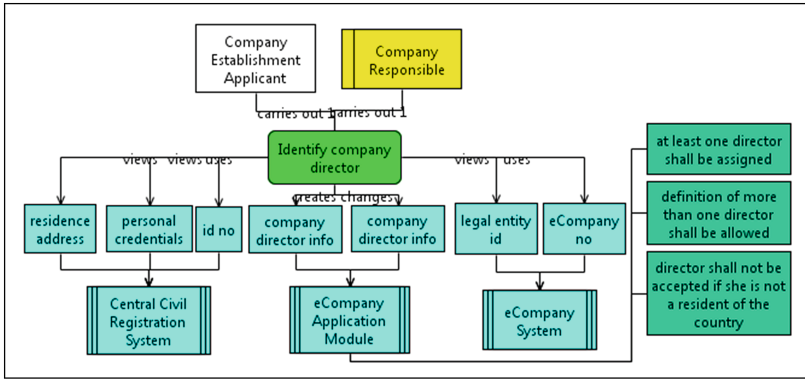 Company
Establishment
Applicant
Company
Responsible
carries out 1
carries out 1
Identify company
director
views
views
uses
creates
changes
views
uses
residence
address
personal
credentials
id no
company
director info
company
director info
legal entity
id
eCompany
no
Central Civil
Registration
System
eCompany
Application
Module
eCompany
System
at least one director
shall be assigned
definition of more
than one director
shall be allowed
director shall not be
accepted if she is not
a resident of the
country